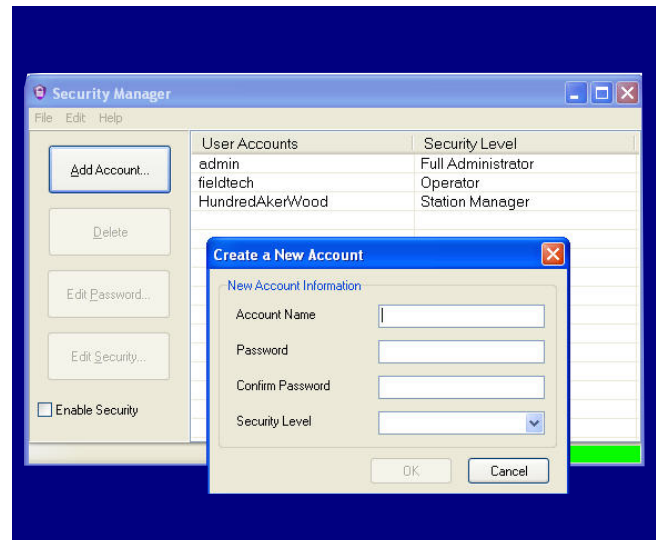 Security Manager
File Edit Help
User Accounts Security Level
Add Account...
admin Full Administrator
fieldtech Operator
HundredAkerWood Station Manager
Delete
Edit Password...
Edit Security...
Enable Security
Create a New Account
New Account Information
Account Name
Password
Confirm Password
Security Level
OK Cancel